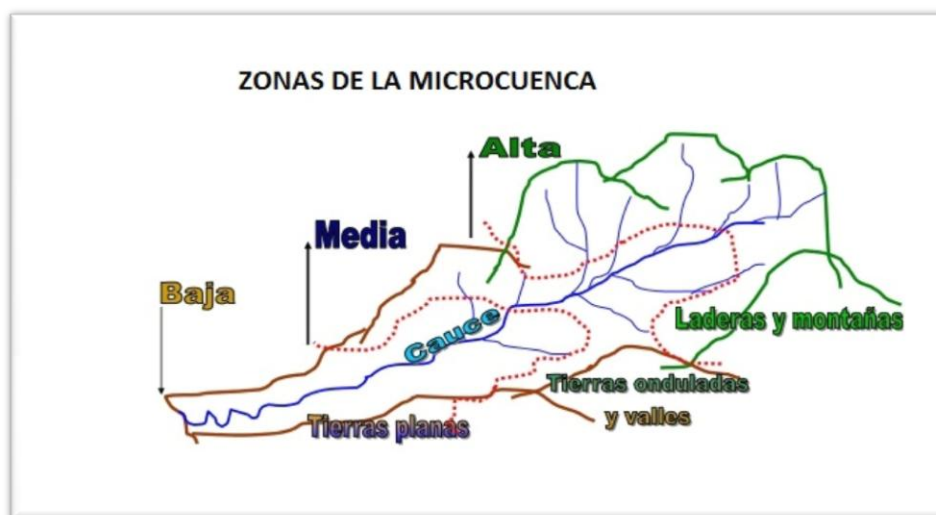 ZONAS DE LA MICROCUENCA
Alta
Media
Baja
Cauce
Laderas y montañas
Tierras onduladas
y valles
Tierras planas